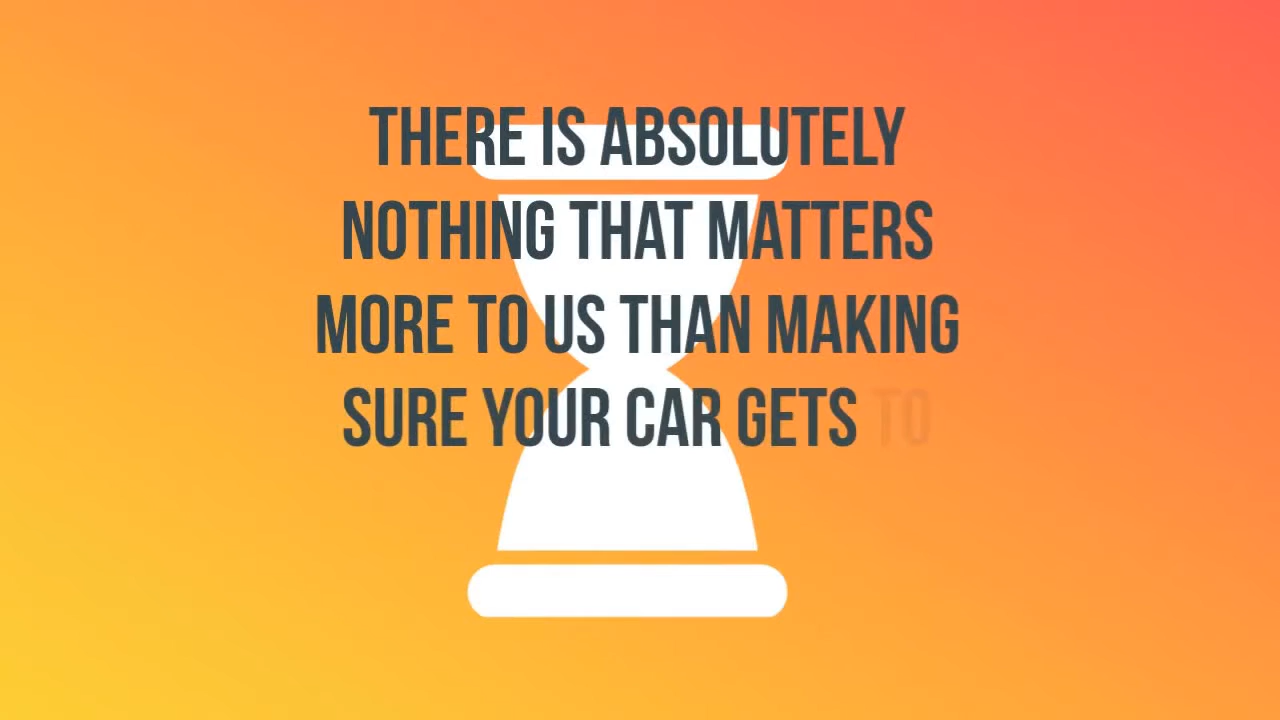 THERE IS ABSOLUTELY
NOTHING THAT MATTERS
MORE TO US THAN MAKING
SURE YOUR CAR GETS TO